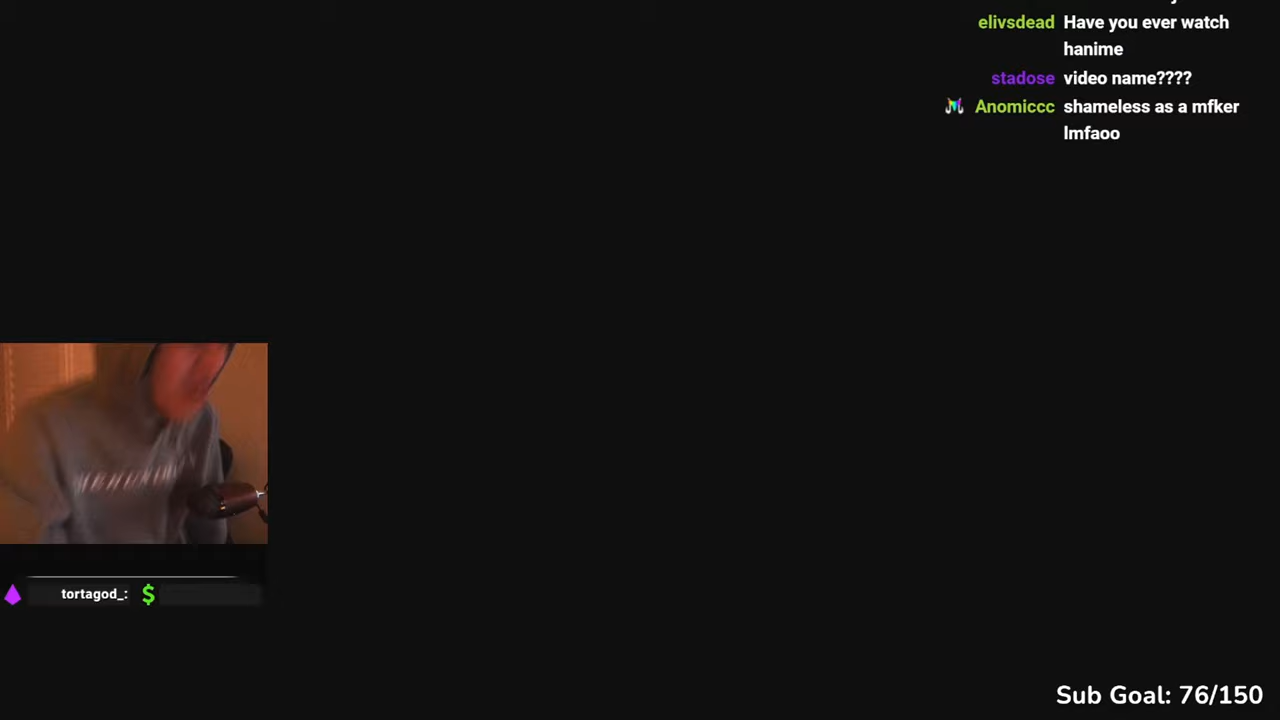 elivsdead Have you ever watch
hanime
stadose video name????
Anomiccc shameless as a mfker
lmfaoo
tortagod_: $
Sub Goal: 76/150